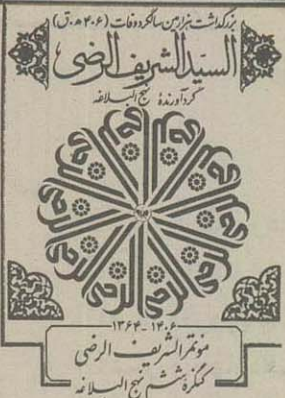 بزرگداشت هزارمین سالگرد وفات (۴۰۶ ه.ق)
السید الشریف الرضی
گردآورندهٔ نهج البلاغه
۱۳۶۴ - ۱۴۰۶
مؤتمر الشریف الرضی
کنگرهٔ ششم نهج البلاغه